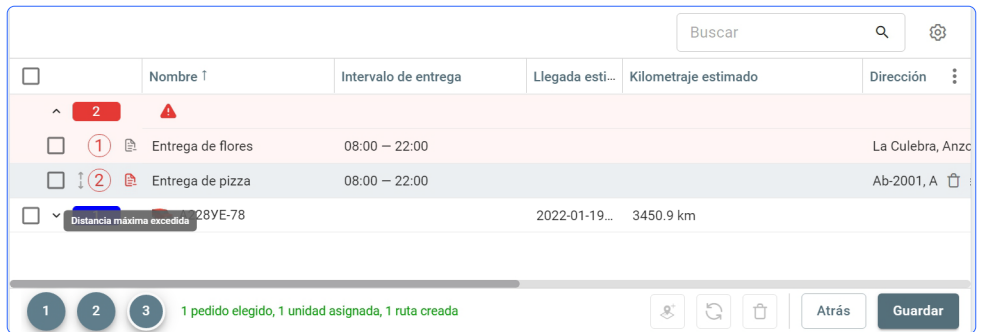 Buscar
Nombre ↑ Intervalo de entrega Llegada esti... Kilometraje estimado Dirección
2
1 Entrega de flores 08:00 — 22:00 La Culebra, Anzo
2 Entrega de pizza 08:00 — 22:00 Ab-2001, A
228УЕ-78 2022-01-19... 3450.9 km
Distancia máxima excedida
1 2 3 1 pedido elegido, 1 unidad asignada, 1 ruta creada Atrás Guardar